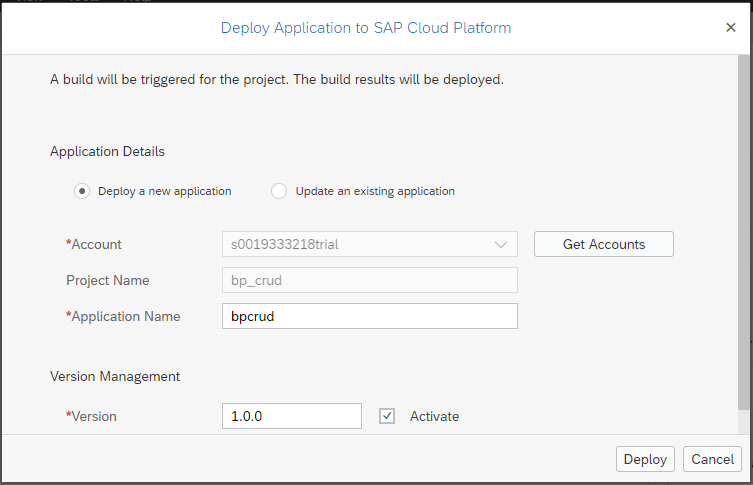 Deploy Application to SAP Cloud Platform
A build will be triggered for the project. The build results will be deployed.
Application Details
Deploy a new application Update an existing application
*Account s0019333218trial Get Accounts
Project Name bp_crud
*Application Name bpcrud
Version Management
*Version 1.0.0 Activate
Deploy Cancel